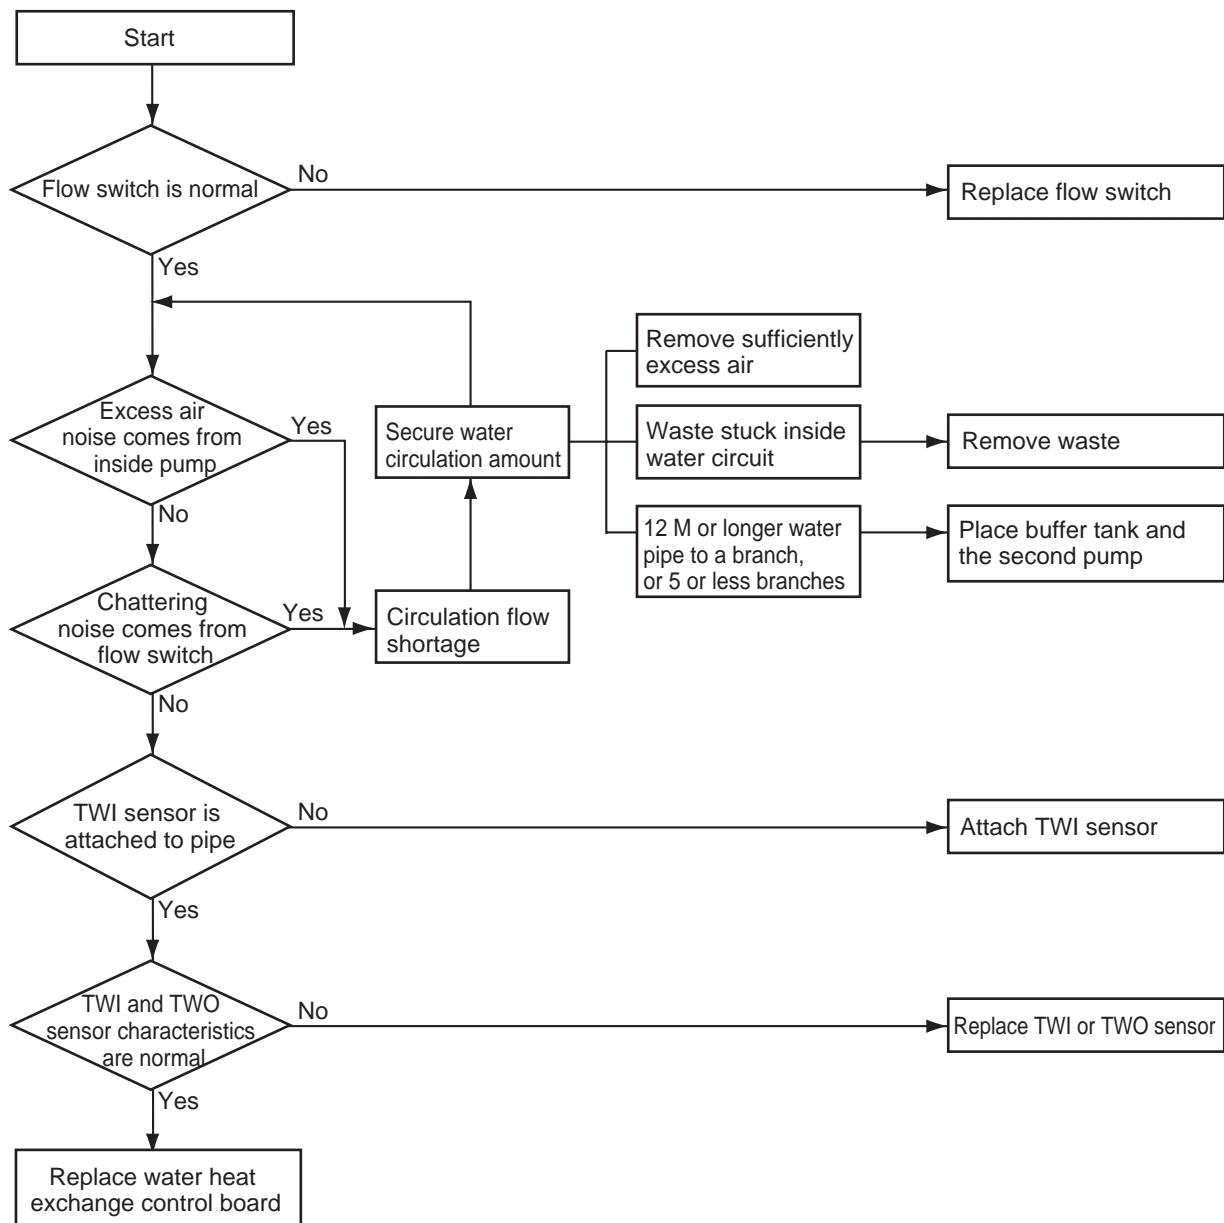 Start
Flow switch is normal
No
Replace flow switch
Yes
Remove sufficiently
excess air
Excess air
noise comes from
inside pump
Yes
Secure water
circulation amount
Waste stuck inside
water circuit
Remove waste
No
12 M or longer water
pipe to a branch,
or 5 or less branches
Place buffer tank and
the second pump
Chattering
noise comes from
flow switch
Yes
Circulation flow
shortage
No
TWI sensor is
attached to pipe
No
Attach TWI sensor
Yes
TWI and TWO
sensor characteristics
are normal
No
Replace TWI or TWO sensor
Yes
Replace water heat
exchange control board